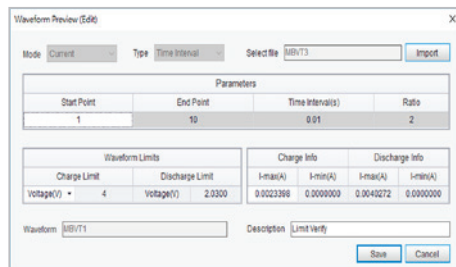 Waveform Preview (Edit) X
Mode Current Type Time Interval Select file MBVT3 Import
Parameters
Start Point End Point Time Interval(s) Ratio
1 10 0.01 2
Waveform Limits Charge Info Discharge Info
Charge Limit Discharge Limit I-max(A) I-min(A) I-max(A) I-min(A)
Voltage(V) 4 Voltage(V) 2.0300 0.0023398 0.0000000 0.0040272 0.0000000
Waveform MBVT1 Description Limit Verify
Save Cancel